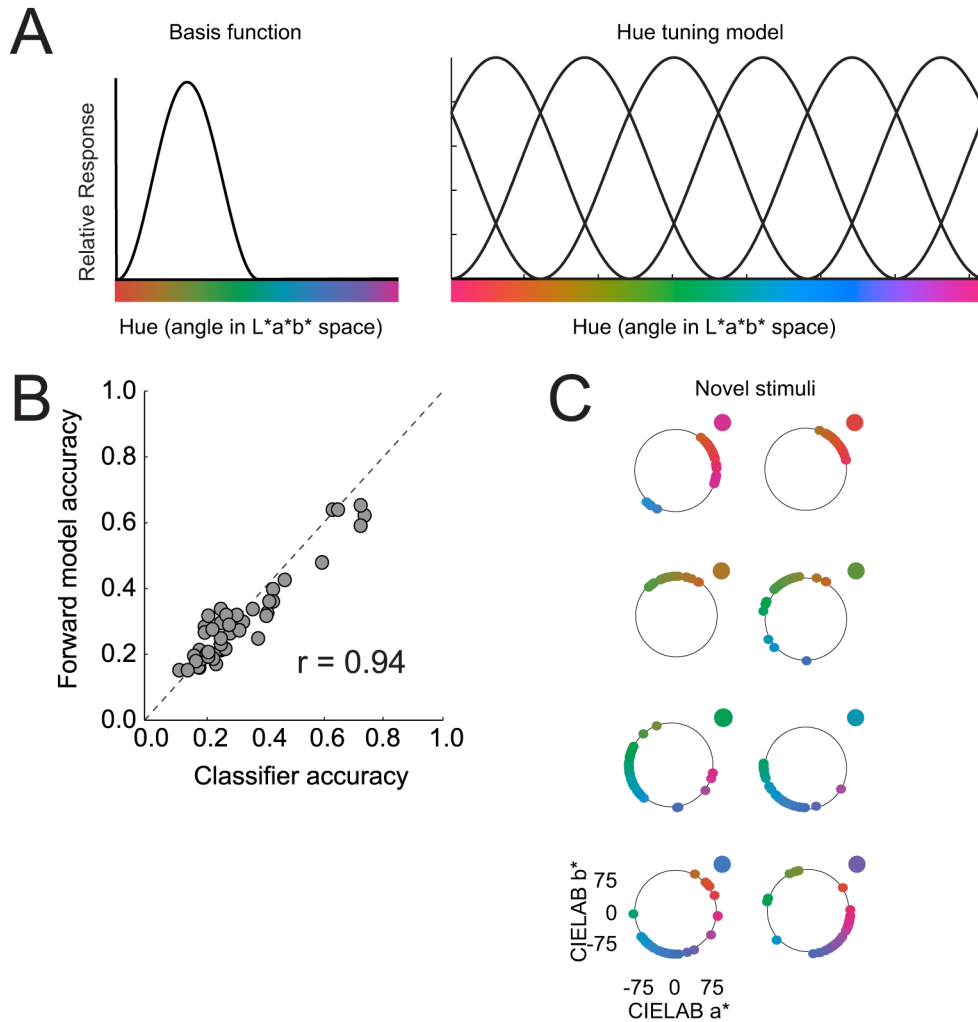 A
Basis function
Hue tuning model
Relative Response
Hue (angle in L*a*b* space)
Hue (angle in L*a*b* space)
B
1.0
0.8
0.6
0.4
0.2
0.0
Forward model accuracy
r = 0.94
0.0 0.2 0.4 0.6 0.8 1.0
Classifier accuracy
C
Novel stimuli
CIELAB b*
75
0
-75
-75 0 75
CIELAB a*